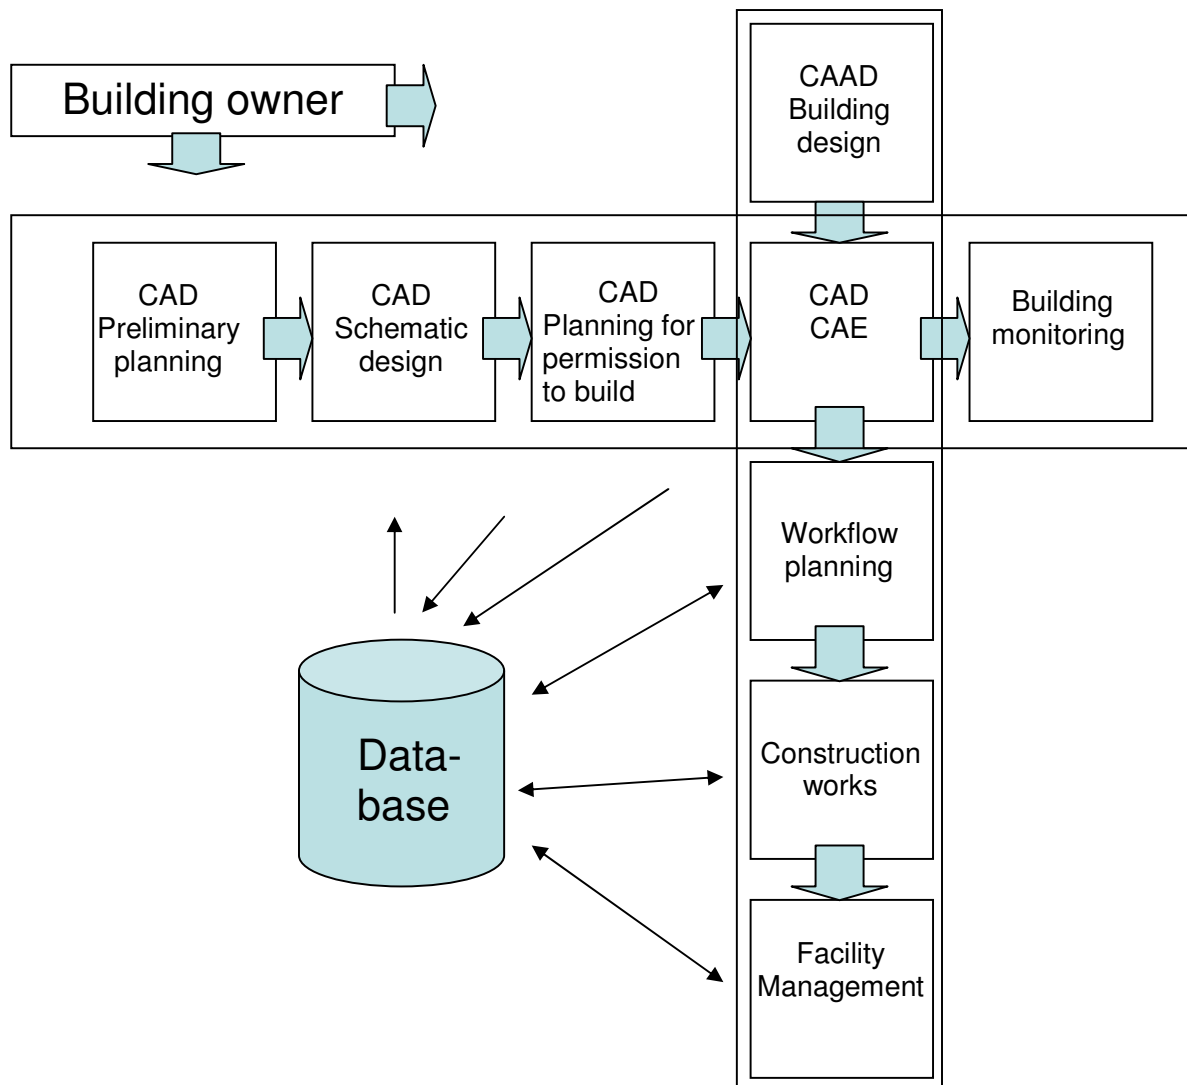 Building owner
CAAD
Building
design
CAD
Preliminary
planning
CAD
Schematic
design
CAD
Planning for
permission
to build
CAD
CAE
Building
monitoring
Workflow
planning
Data-
base
Construction
works
Facility
Management